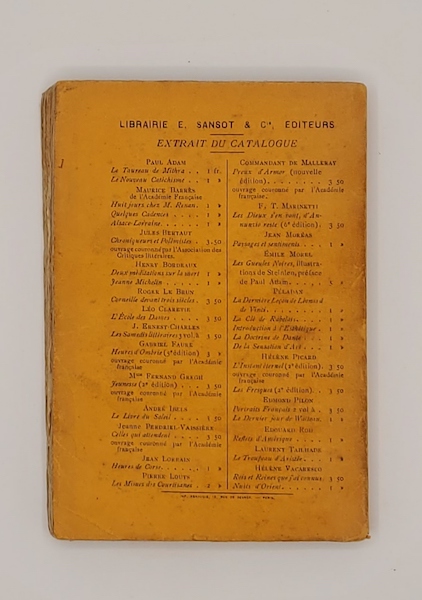 LIBRAIRIE E. SANSOT & Cie, EDITEURS
EXTRAIT DU CATALOGUE
PAUL ADAM
Le Taureau de Mithra . . 1 fr.
Le Nouveau Catéchisme . . 1 »
MAURICE BARRÈS
de l'Académie Française
Huit jours chez M. Renan. 1 »
Quelques Cadences . . . 1 »
Alsace-Lorraine . . . . 1 »
JULES BERTAUT
Chroniqueurs et Polémistes. 3.50
ouvrage couronné par l'Association des
Critiques littéraires.
HENRY BORDEAUX
Deux méditations sur la mort 1 »
Jeanne Michelin . . . . 1 »
ROGER LE BRUN
Corneille devant trois siècles. 3 50
LÉO CLARETIE
L'École des Dames . . . . 3 50
J. ERNEST-CHARLES
Les Samedis littéraires 5 vol. à 3 50
GABRIEL FAURE
Heures d'Ombrie (5e édition) 3 »
ouvrage couronné par l'Académie
française
Mme FERNAND GREGH
Jeunesse (2e édition) . . . 3 50
ouvrage couronné par l'Académie
française
ANDRÉ IBELS
Le Livre du Soleil . . . . 3 50
JEANNE PERDRIEL-VAISSIÈRE
Celles qui attendent . . . . 3 50
ouvrage couronné par l'Académie
française
JEAN LORRAIN
Heures de Corse . . . . . 1 »
PIERRE LOUYS
Les Mimes des Courtisanes . 2 »
COMMANDANT DE MALLERAY
Preux d'Armor (nouvelle
édition) . . . . . . . . 3 50
ouvrage couronné par l'Académie
française.
F. T. MARINETTI
Les Dieux s'en vont, d'An-
nunzio reste (6e édition). 3 50
JEAN MORÉAS
Paysages et sentiments . . . 1 »
ÉMILE MOREL
Les Gueules Noires, illustra-
tions de Steinlen, préface
de Paul Adam. . . . .
PÉLADAN
La Dernière Leçon de Léonard
de Vinci. . . . . . . . 1 »
La Clé de Rabelais. . . . 1 »
Introduction à l'Esthétique. 1 »
La Doctrine de Dante . . . 1 »
De la Sensation d'Art . . . 1 »
HÉLÈNE PICARD
L'Instant éternel (2e édition). 3 50
ouvrage couronné par l'Académie
française
Les Fresques (2e édition). . 3 50
EDMOND PILON
Portraits Français 2 vol à . 3 50
Le Dernier jour de Watteau. 1 »
EDOUARD ROD
Reflets d'Amérique . . . . 1 »
LAURENT TAILHADE
Le Troupeau d'Aristée. . . . 1 »
HÉLÈNE VACARESCO
Rois et Reines que j'ai connus 3 50
Nuits d'Orient. . . . . . 1 »